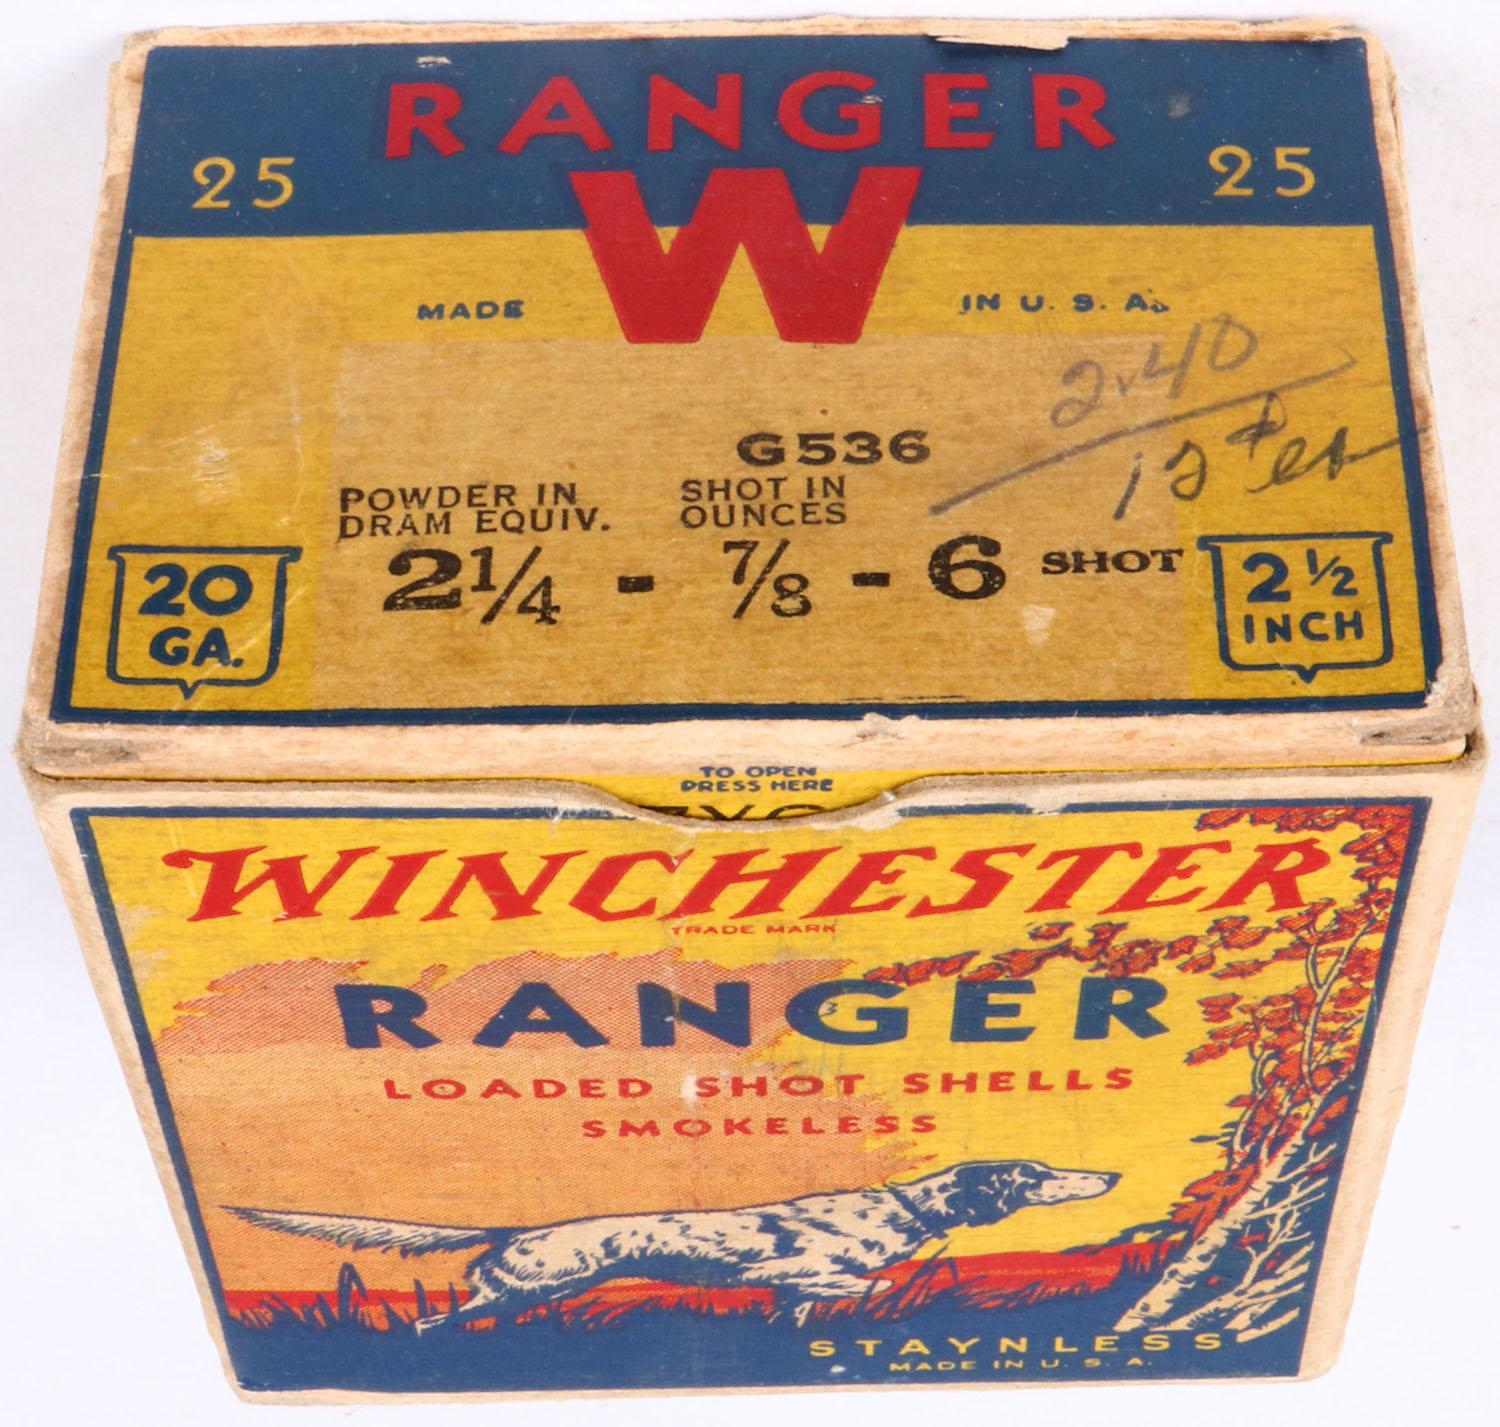 RANGER
25 W 25
MADE IN U. S. A.
2.40
G536
POWDER IN SHOT IN
DRAM EQUIV. OUNCES
2¼ - ⅞ - 6 SHOT
20 2½
GA. INCH
TO OPEN
PRESS HERE
WINCHESTER
TRADE MARK
RANGER
LOADED SHOT SHELLS
SMOKELESS
STAYNLESS
MADE IN U. S. A.